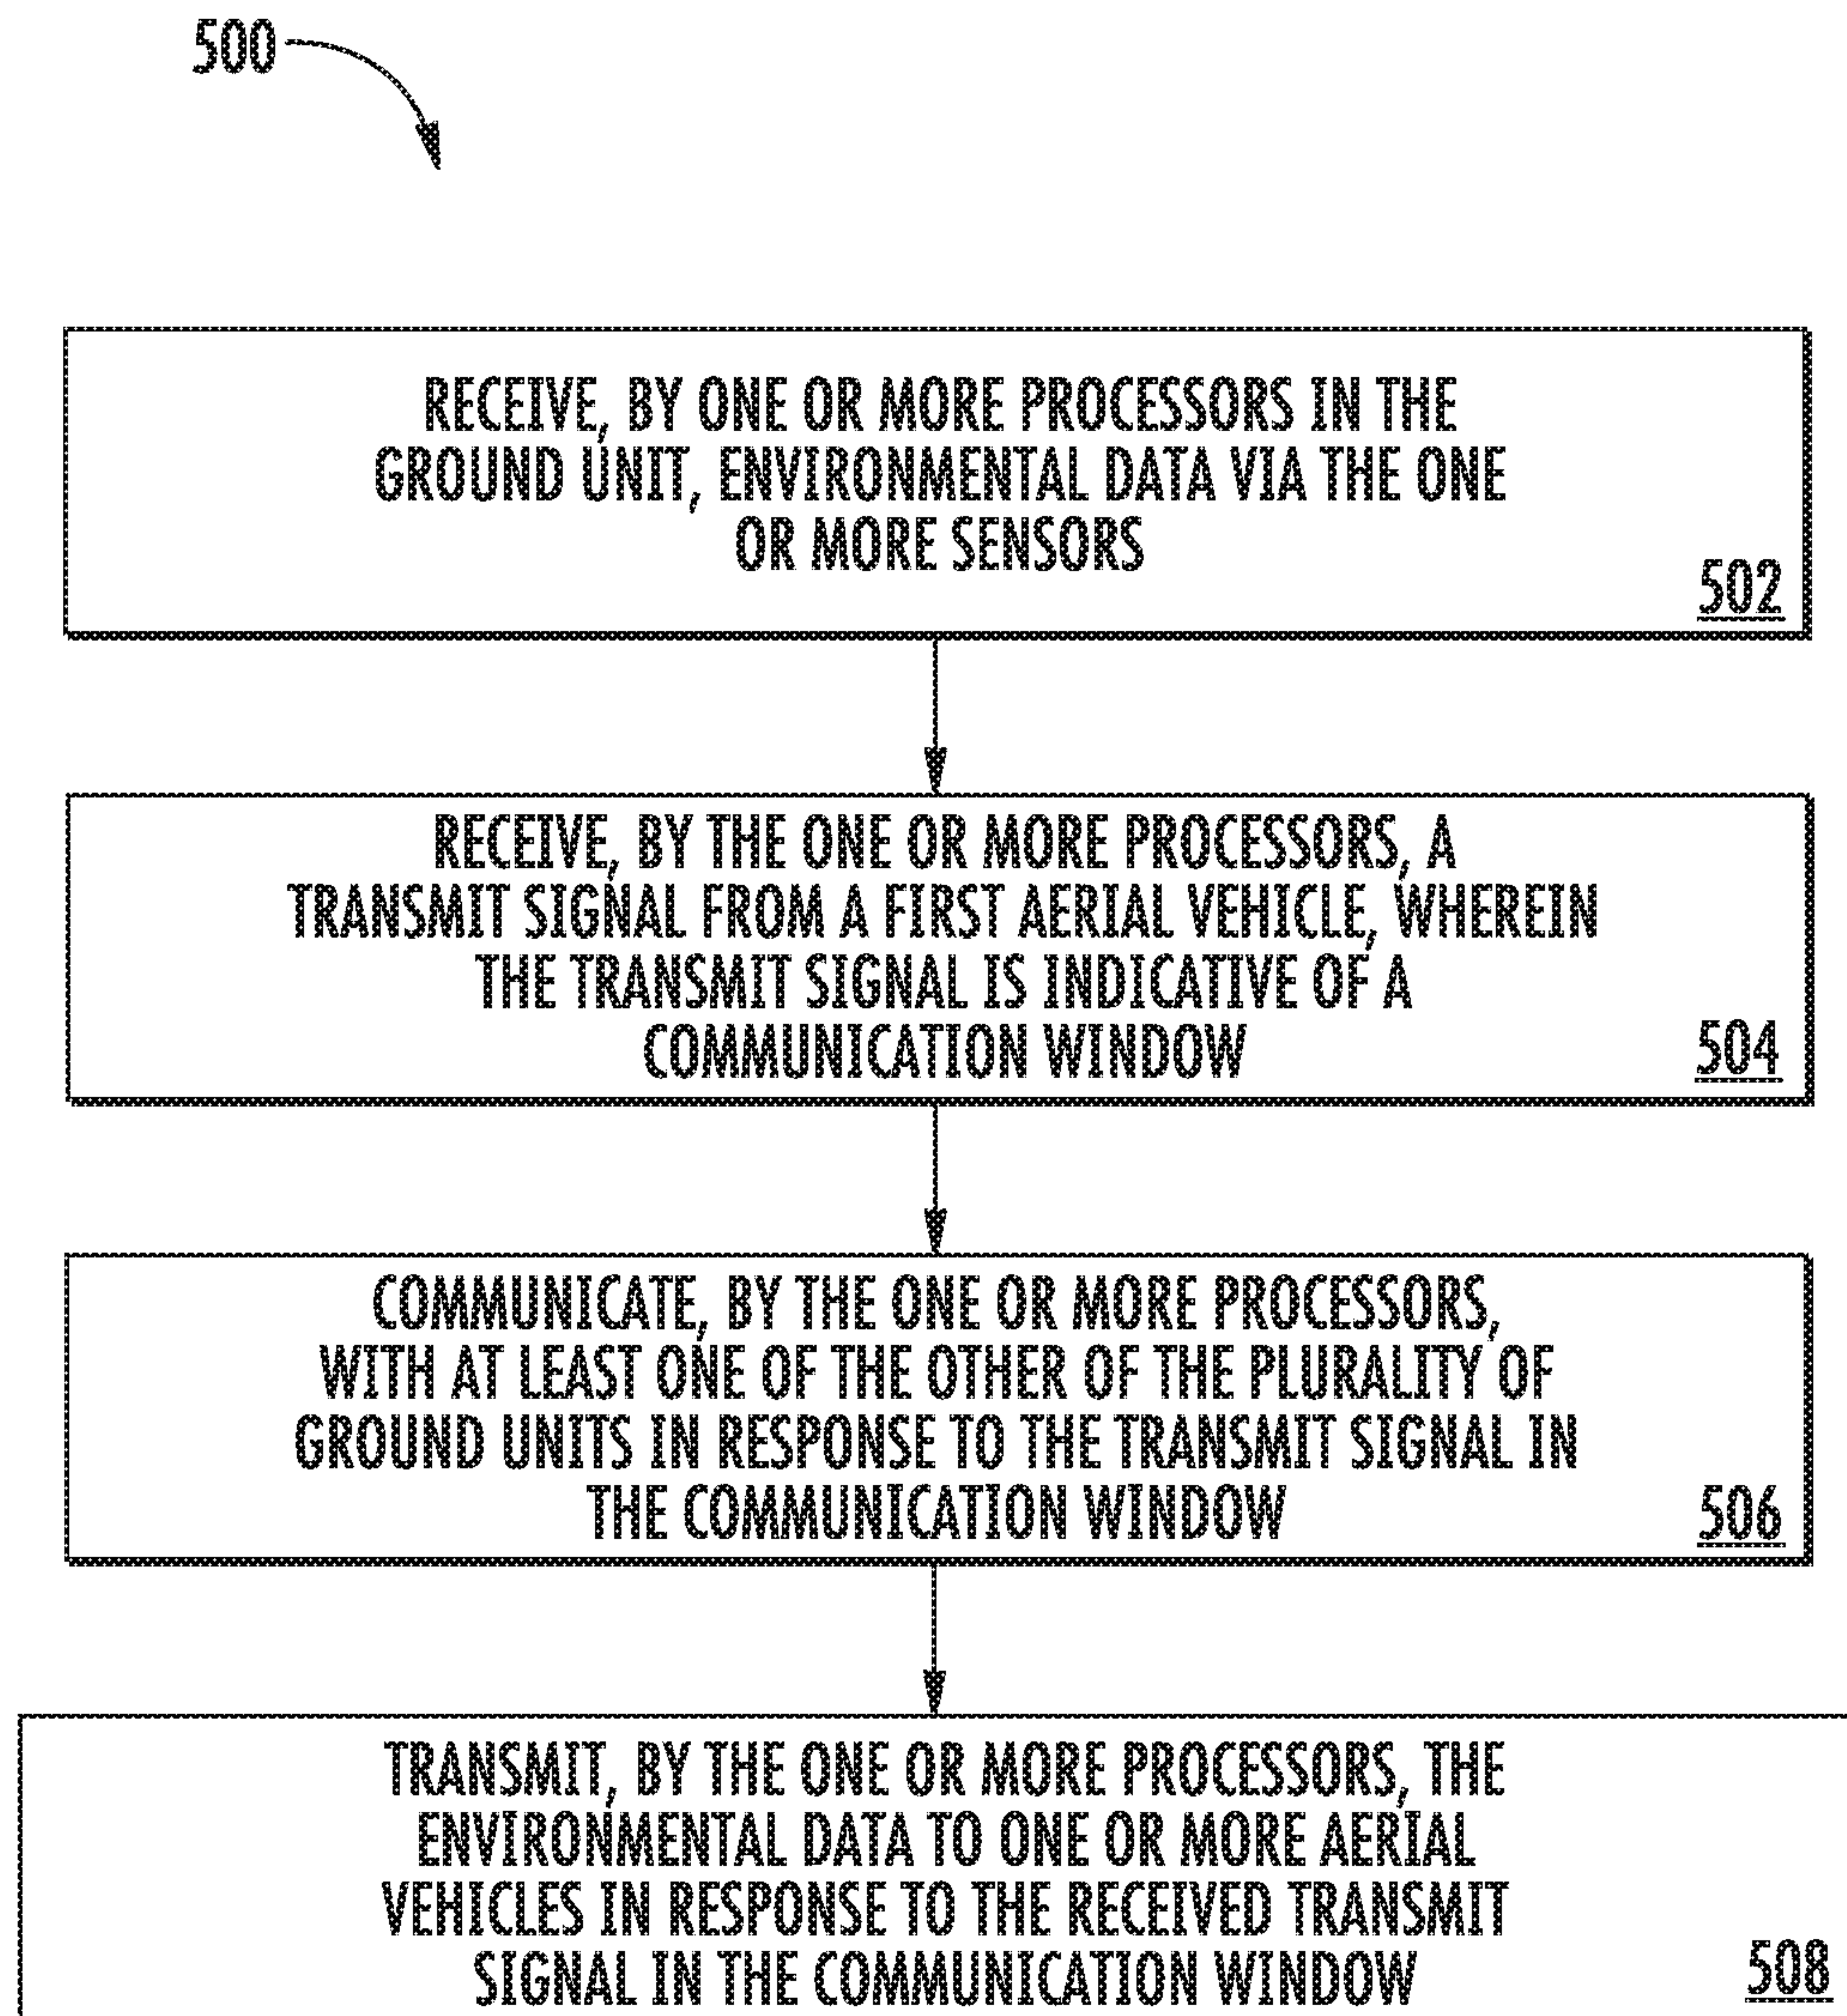 500
RECEIVE, BY ONE OR MORE PROCESSORS IN THE
GROUND UNIT, ENVIRONMENTAL DATA VIA THE ONE
OR MORE SENSORS
502
RECEIVE, BY THE ONE OR MORE PROCESSORS, A
TRANSMIT SIGNAL FROM A FIRST AERIAL VEHICLE, WHEREIN
THE TRANSMIT SIGNAL IS INDICATIVE OF A
COMMUNICATION WINDOW
504
COMMUNICATE, BY THE ONE OR MORE PROCESSORS,
WITH AT LEAST ONE OF THE OTHER OF THE PLURALITY OF
GROUND UNITS IN RESPONSE TO THE TRANSMIT SIGNAL IN
THE COMMUNICATION WINDOW
506
TRANSMIT, BY THE ONE OR MORE PROCESSORS, THE
ENVIRONMENTAL DATA TO ONE OR MORE AERIAL
VEHICLES IN RESPONSE TO THE RECEIVED TRANSMIT
SIGNAL IN THE COMMUNICATION WINDOW
508